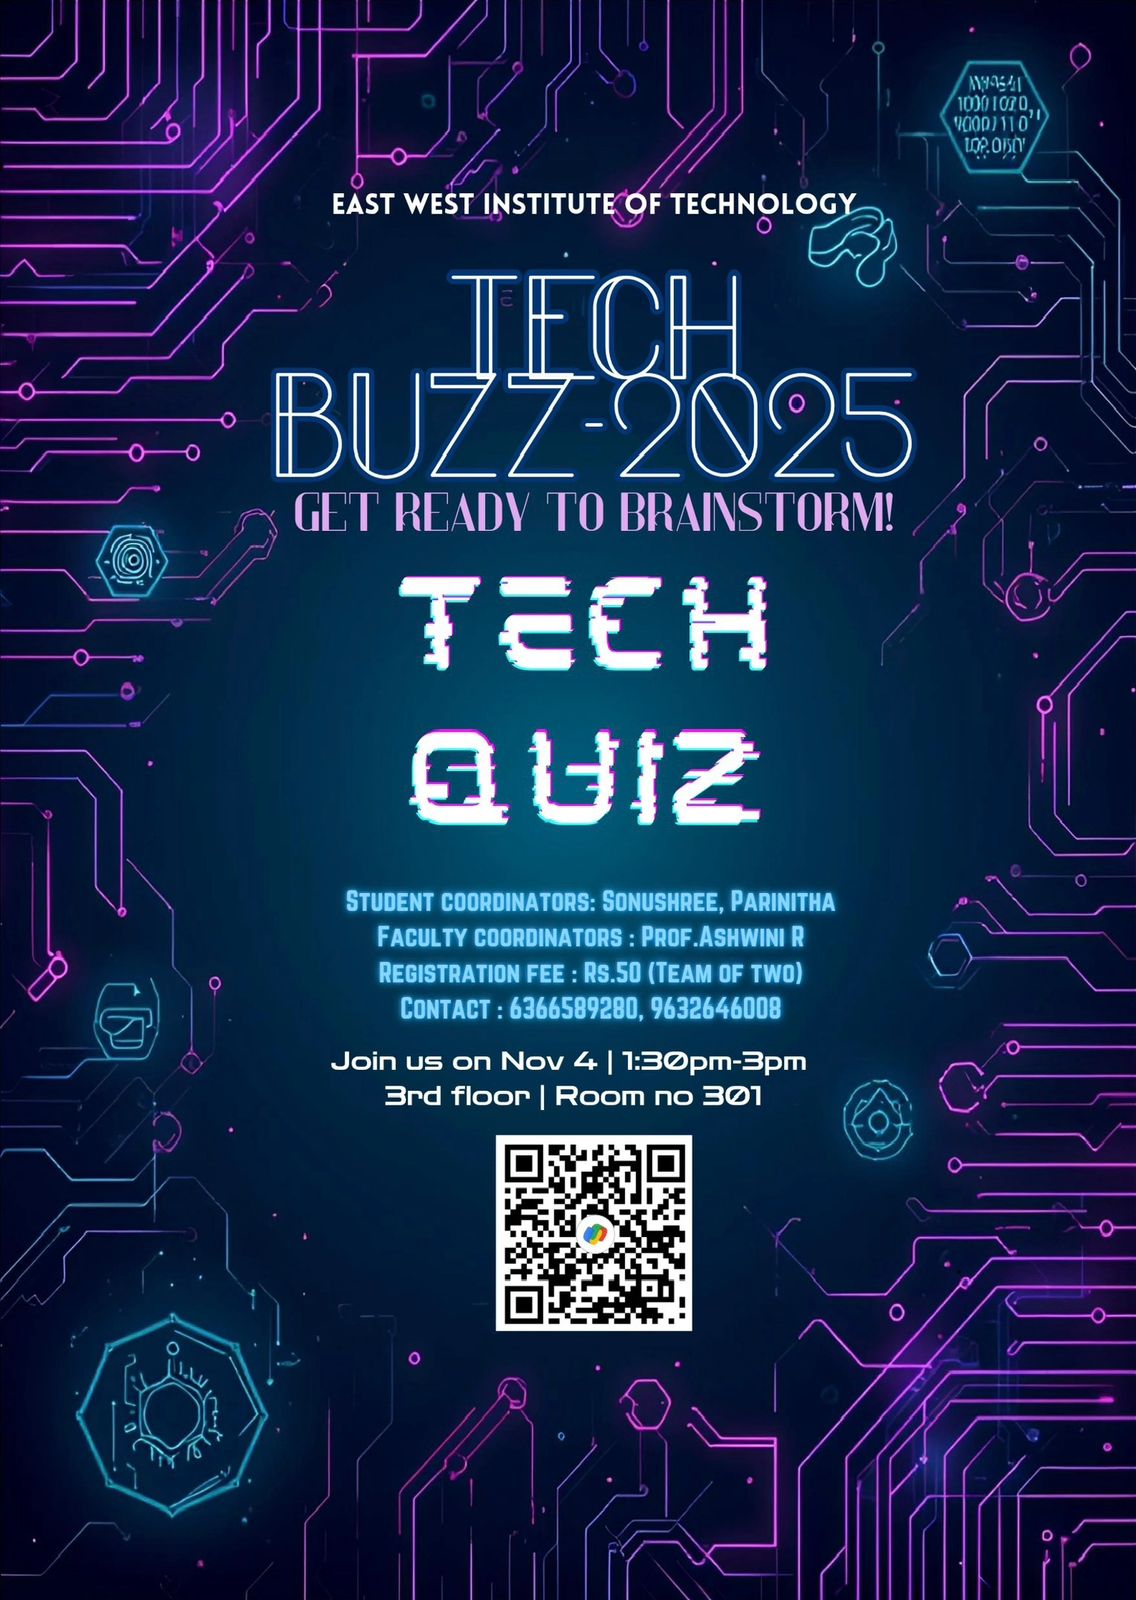 EAST WEST INSTITUTE OF TECHNOLOGY
TECH
BUZZ-2025
GET READY TO BRAINSTORM!
TECH
QUIZ
Student coordinators: Sonushree, Parinitha
Faculty coordinators : Prof.Ashwini R
Registration fee : Rs.50 (Team of two)
Contact : 6366589280, 9632646008
Join us on Nov 4 | 1:30pm-3pm
3rd floor | Room no 301